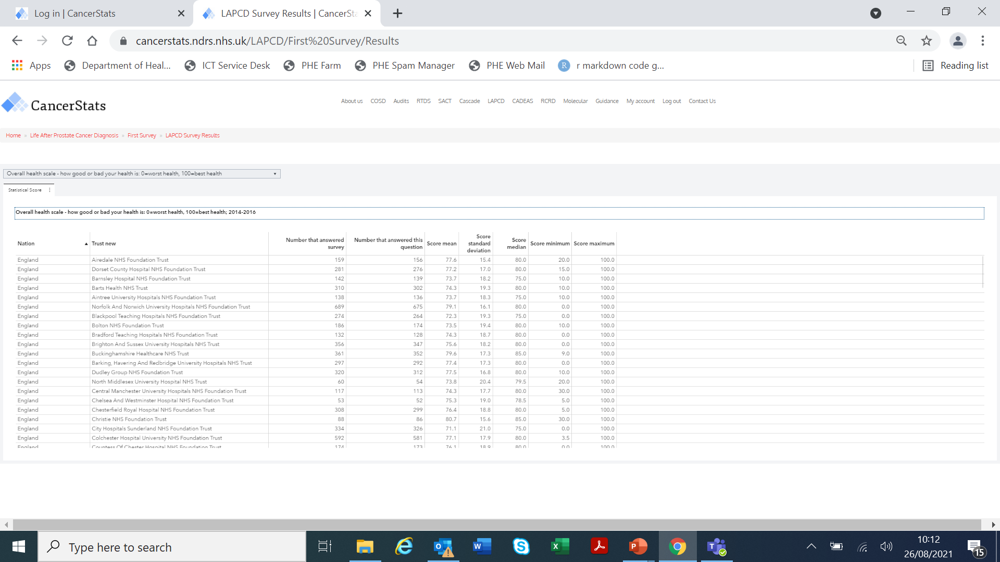 Log in | CancerStats
LAPCD Survey Results | CancerSta
cancerstats.ndrs.nhs.uk/LAPCD/First%20Survey/Results
Apps Department of Heal... ICT Service Desk PHE Farm PHE Spam Manager PHE Web Mail R r markdown code g... Reading list
CancerStats
About us COSD Audits RTDS SACT Cascade LAPCD CADEAS RCRD Molecular Guidance My account Log out Contact Us
Home » Life After Prostate Cancer Diagnosis » First Survey » LAPCD Survey Results
Overall health scale - how good or bad your health is: 0=worst health, 100=best health
Statistical Score
Overall health scale - how good or bad your health is: 0=worst health, 100=best health; 2014-2016
Nation Trust new Number that answered survey Number that answered this question Score mean Score standard deviation Score median Score minimum Score maximum
England Airedale NHS Foundation Trust 159 156 77.6 15.4 80.0 20.0 100.0
England Dorset County Hospital NHS Foundation Trust 281 276 77.2 17.0 80.0 15.0 100.0
England Barnsley Hospital NHS Foundation Trust 142 139 73.7 18.2 75.0 10.0 100.0
England Barts Health NHS Trust 310 302 74.3 19.3 80.0 10.0 100.0
England Aintree University Hospitals NHS Foundation Trust 138 136 73.7 18.3 75.0 10.0 100.0
England Norfolk And Norwich University Hospitals NHS Foundation Trust 689 675 79.1 16.1 80.0 0.0 100.0
England Blackpool Teaching Hospitals NHS Foundation Trust 274 264 72.3 19.3 75.0 0.0 100.0
England Bolton NHS Foundation Trust 186 174 73.5 19.4 80.0 10.0 100.0
England Bradford Teaching Hospitals NHS Foundation Trust 132 128 74.3 18.7 80.0 0.0 100.0
England Brighton And Sussex University Hospitals NHS Trust 356 347 75.6 18.2 80.0 0.0 100.0
England Buckinghamshire Healthcare NHS Trust 361 352 79.6 17.3 85.0 9.0 100.0
England Barking, Havering And Redbridge University Hospitals NHS Trust 297 292 77.4 17.3 80.0 0.0 100.0
England Dudley Group NHS Foundation Trust 320 312 77.5 16.8 80.0 10.0 100.0
England North Middlesex University Hospital NHS Trust 60 54 73.8 20.4 79.5 20.0 100.0
England Central Manchester University Hospitals NHS Foundation Trust 117 113 74.3 17.7 80.0 30.0 100.0
England Chelsea And Westminster Hospital NHS Foundation Trust 53 52 75.3 19.0 78.5 5.0 100.0
England Chesterfield Royal Hospital NHS Foundation Trust 308 299 76.4 18.8 80.0 5.0 100.0
England Christie NHS Foundation Trust 88 86 80.7 15.6 85.0 30.0 100.0
England City Hospitals Sunderland NHS Foundation Trust 334 326 71.1 21.0 75.0 0.0 100.0
England Colchester Hospital University NHS Foundation Trust 592 581 77.1 17.9 80.0 3.5 100.0
England Countess Of Chester Hospital NHS Foundation Trust 174 173 76.1 18.9 80.0 0.0 100.0
Type here to search
10:12
26/08/2021
15